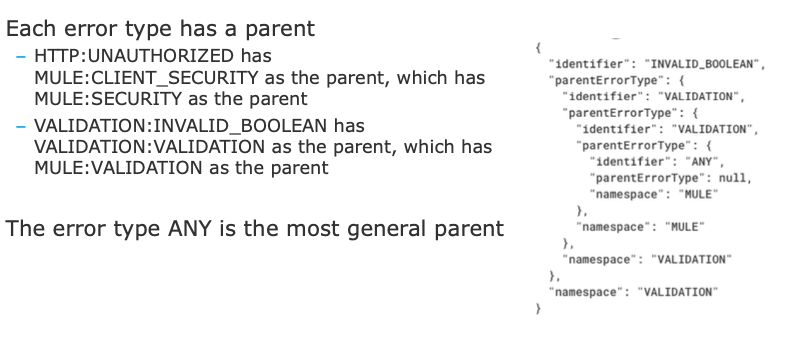 Each error type has a parent
– HTTP:UNAUTHORIZED has
MULE:CLIENT_SECURITY as the parent, which has
MULE:SECURITY as the parent
– VALIDATION:INVALID_BOOLEAN has
VALIDATION:VALIDATION as the parent, which has
MULE:VALIDATION as the parent
The error type ANY is the most general parent
{
"identifier": "INVALID_BOOLEAN",
"parentErrorType": {
"identifier": "VALIDATION",
"parentErrorType": {
"identifier": "VALIDATION",
"parentErrorType": {
"identifier": "ANY",
"parentErrorType": null,
"namespace": "MULE"
},
"namespace": "MULE"
},
"namespace": "VALIDATION"
},
"namespace": "VALIDATION"
}